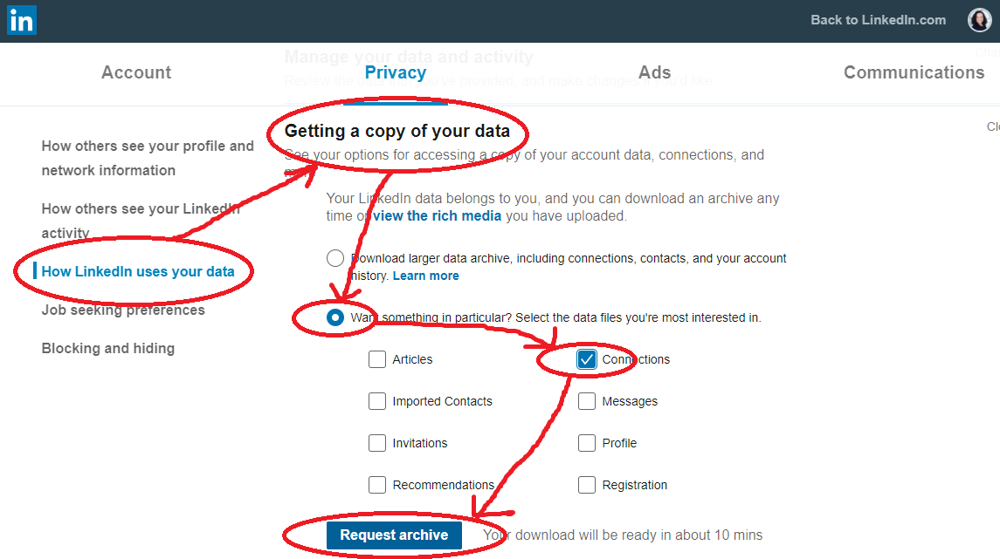 in
Back to LinkedIn.com
Account
Privacy
Ads
Communications
Manage your data and activity
Review the data you've provided, and make changes if you'd like
How others see your profile and
network information
How others see your LinkedIn
activity
How LinkedIn uses your data
Job seeking preferences
Blocking and hiding
Getting a copy of your data
See your options for accessing a copy of your account data, connections, and
more
Your LinkedIn data belongs to you, and you can download an archive any
time or view the rich media you have uploaded.
Download larger data archive, including connections, contacts, and your account
history. Learn more
Want something in particular? Select the data files you're most interested in.
Articles
Connections
Imported Contacts
Messages
Invitations
Profile
Recommendations
Registration
Request archive
Your download will be ready in about 10 mins